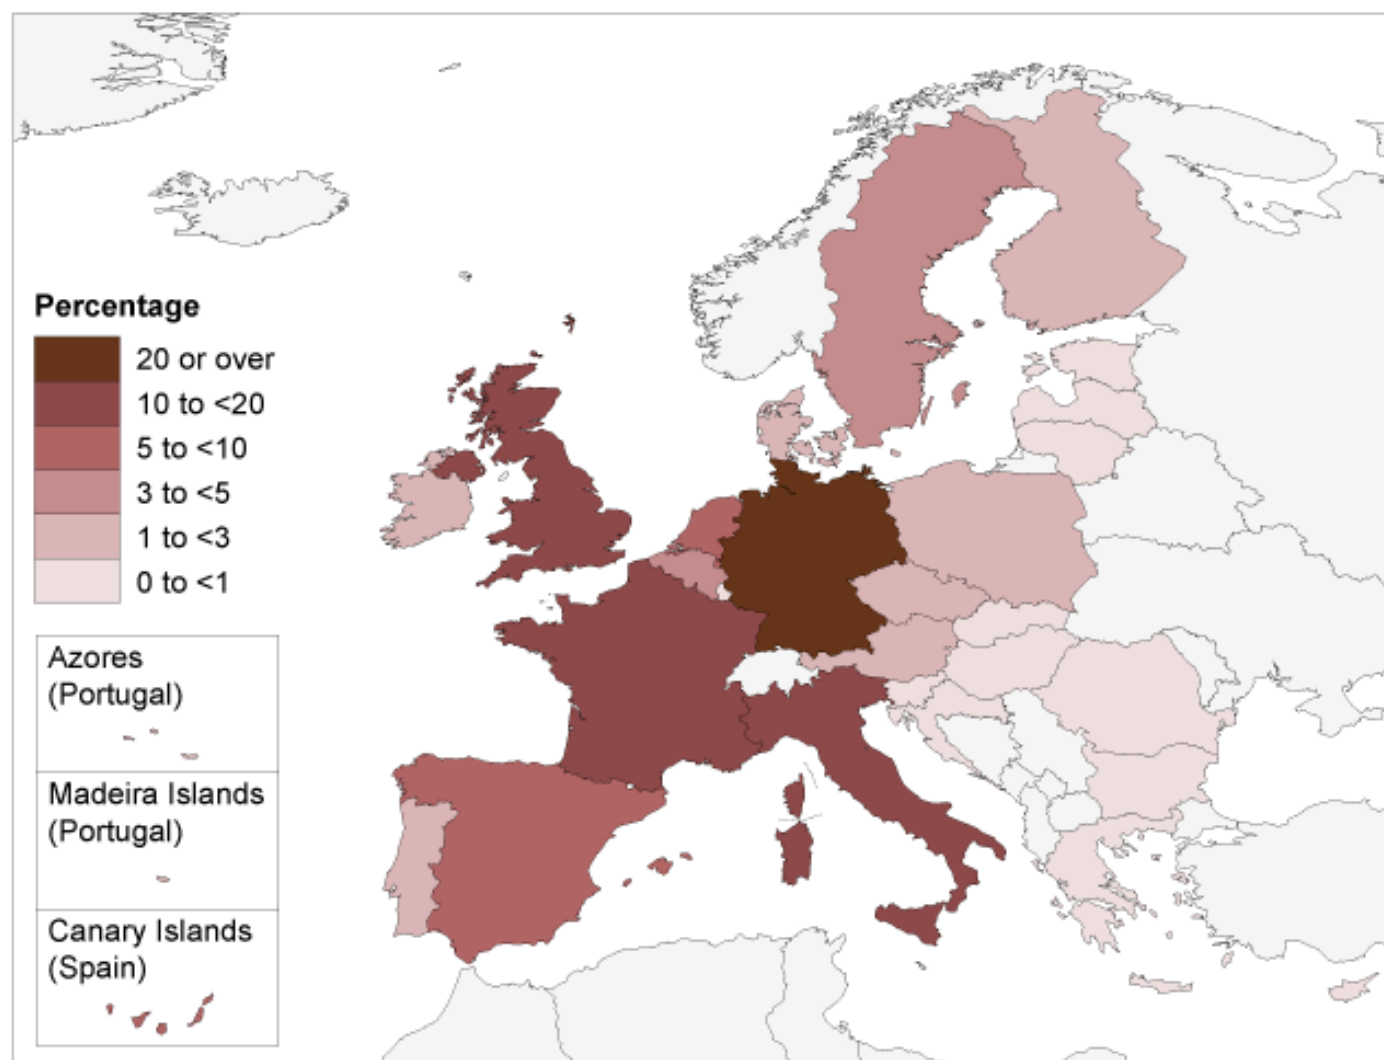 Percentage
20 or over
10 to <20
5 to <10
3 to <5
1 to <3
0 to <1
Azores
(Portugal)
Madeira Islands
(Portugal)
Canary Islands
(Spain)